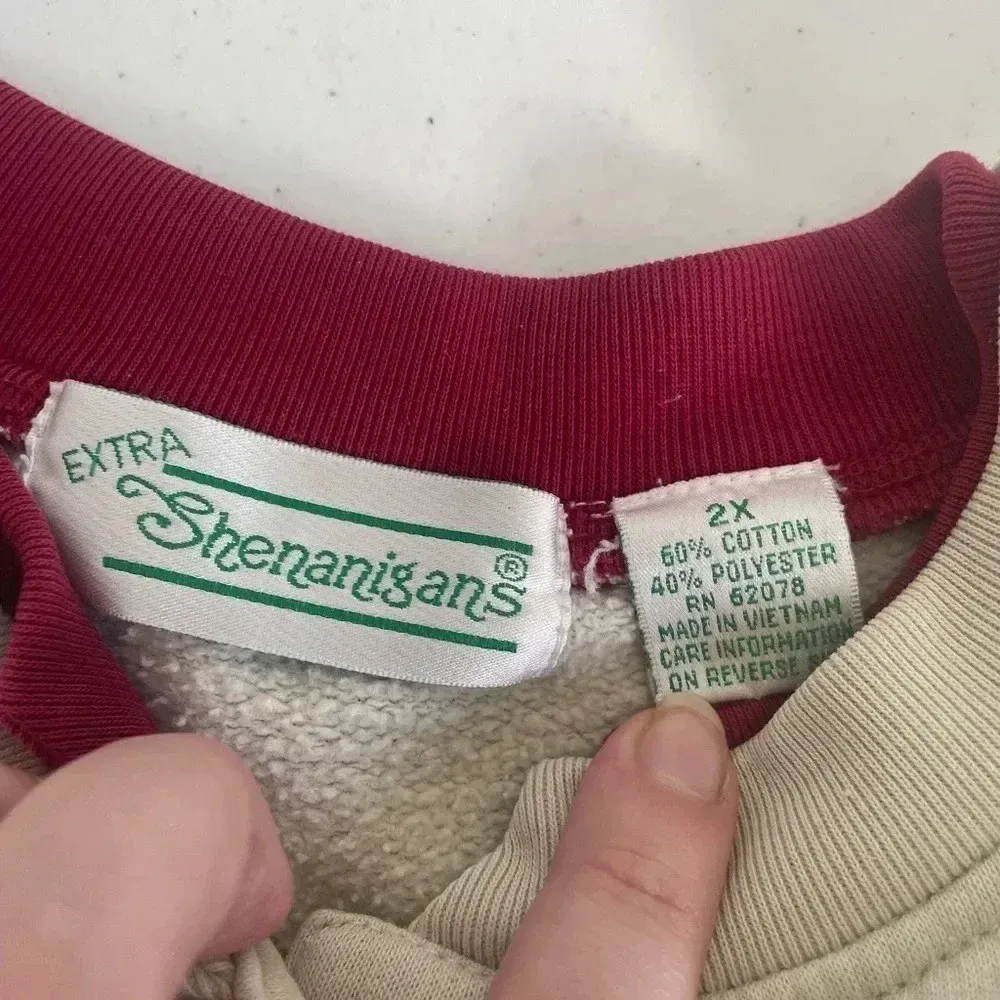 EXTRA
Shenanigans®
2X
60% COTTON
40% POLYESTER
RN 62078
MADE IN VIETNAM
CARE INFORMATION
ON REVERSE